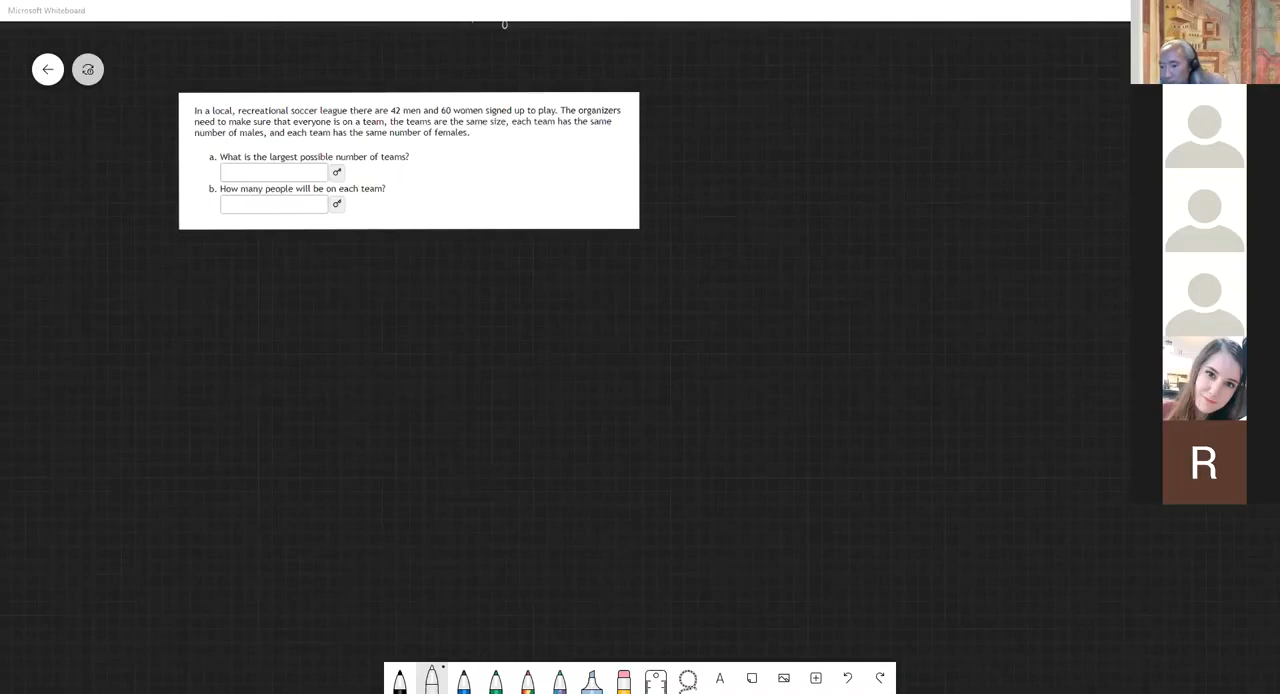 Microsoft Whiteboard
0
In a local, recreational soccer league there are 42 men and 60 women signed up to play. The organizers
need to make sure that everyone is on a team, the teams are the same size, each team has the same
number of males, and each team has the same number of females.
a. What is the largest possible number of teams?
b. How many people will be on each team?
R
A